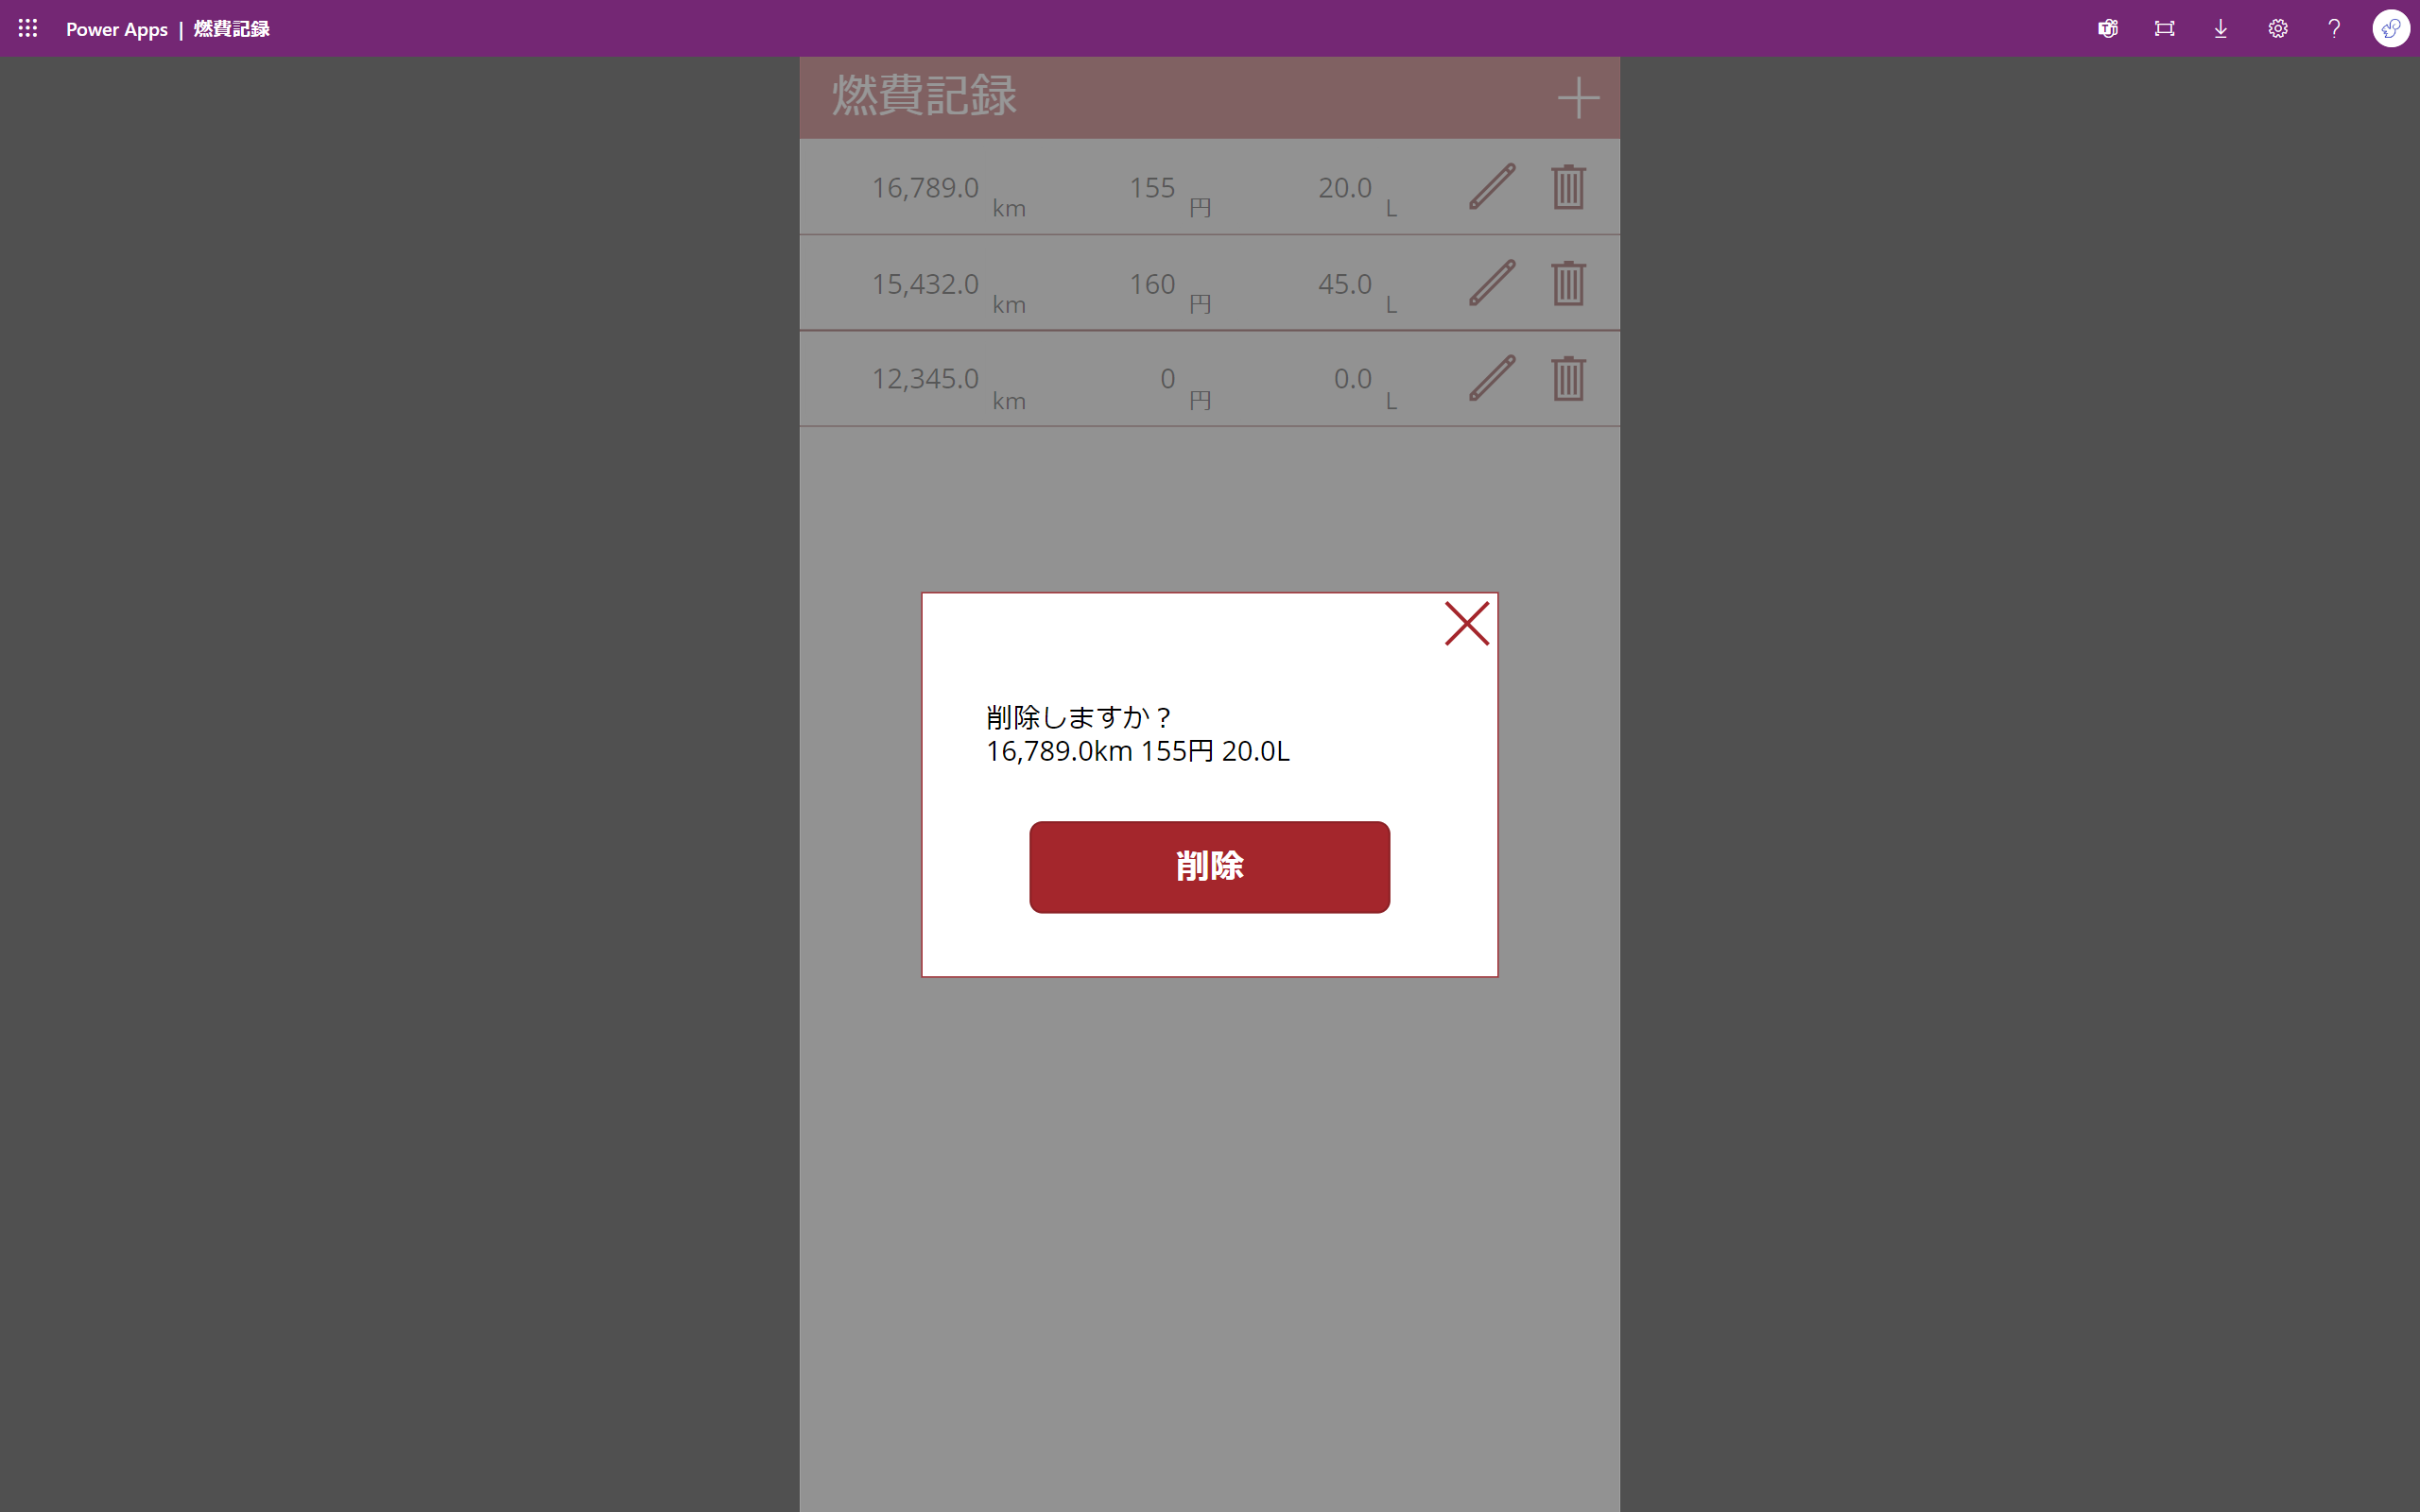 Power Apps | 燃費記録
燃費記録
16,789.0 km 155 円 20.0 L
15,432.0 km 160 円 45.0 L
12,345.0 km 0 円 0.0 L
削除しますか？
16,789.0km 155円 20.0L
削除